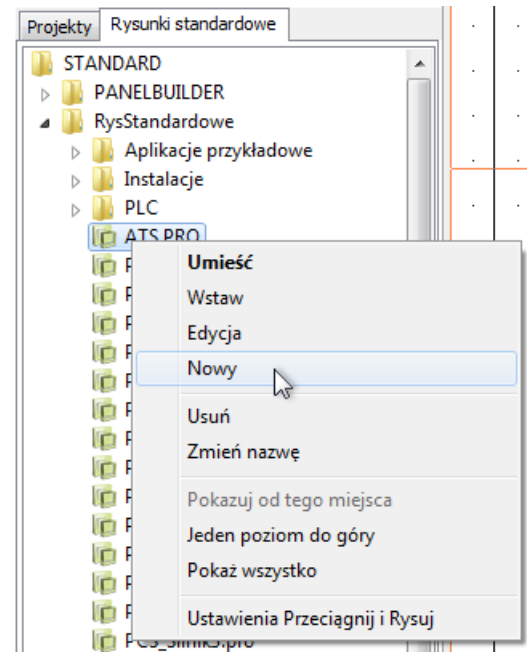 Projekty
Rysunki standardowe
STANDARD
PANELBUILDER
RysStandardowe
Aplikacje przykładowe
Instalacje
PLC
ATS.PRO
Umieść
Wstaw
Edycja
Nowy
Usuń
Zmień nazwę
Pokazuj od tego miejsca
Jeden poziom do góry
Pokaż wszystko
Ustawienia Przeciągnij i Rysuj